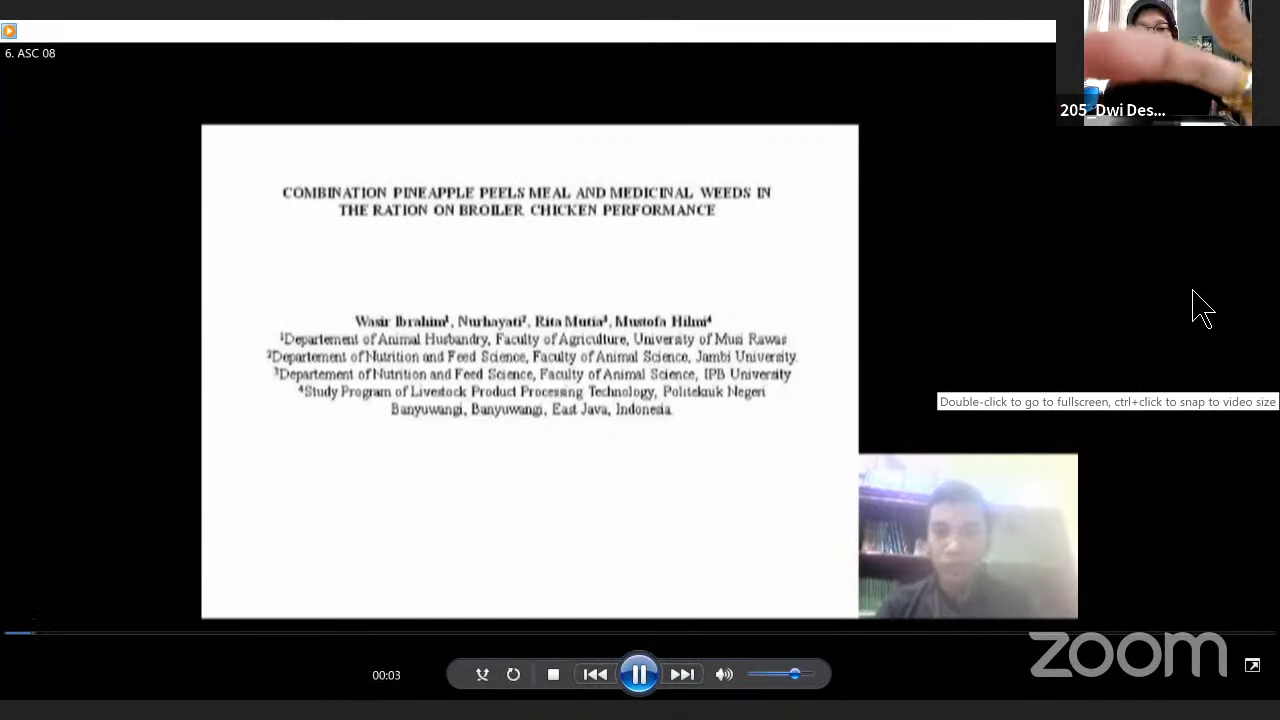 6. ASC 08
205_Dwi Des...
COMBINATION PINEAPPLE PEELS MEAL AND MEDICINAL WEEDS IN
THE RATION ON BROILER CHICKEN PERFORMANCE
Wasir Ibrahim¹, Nurhayati², Rita Mutia³, Mustofa Hilmi⁴
¹Departement of Animal Husbandry, Faculty of Agriculture, University of Musi Rawas
²Departement of Nutrition and Feed Science, Faculty of Animal Science, Jambi University
³Departement of Nutrition and Feed Science, Faculty of Animal Science, IPB University
⁴Study Program of Livestock Product Processing Technology, Politeknik Negeri
Banyuwangi, Banyuwangi, East Java, Indonesia
Double-click to go to fullscreen, ctrl+click to snap to video size
00:03
zoom